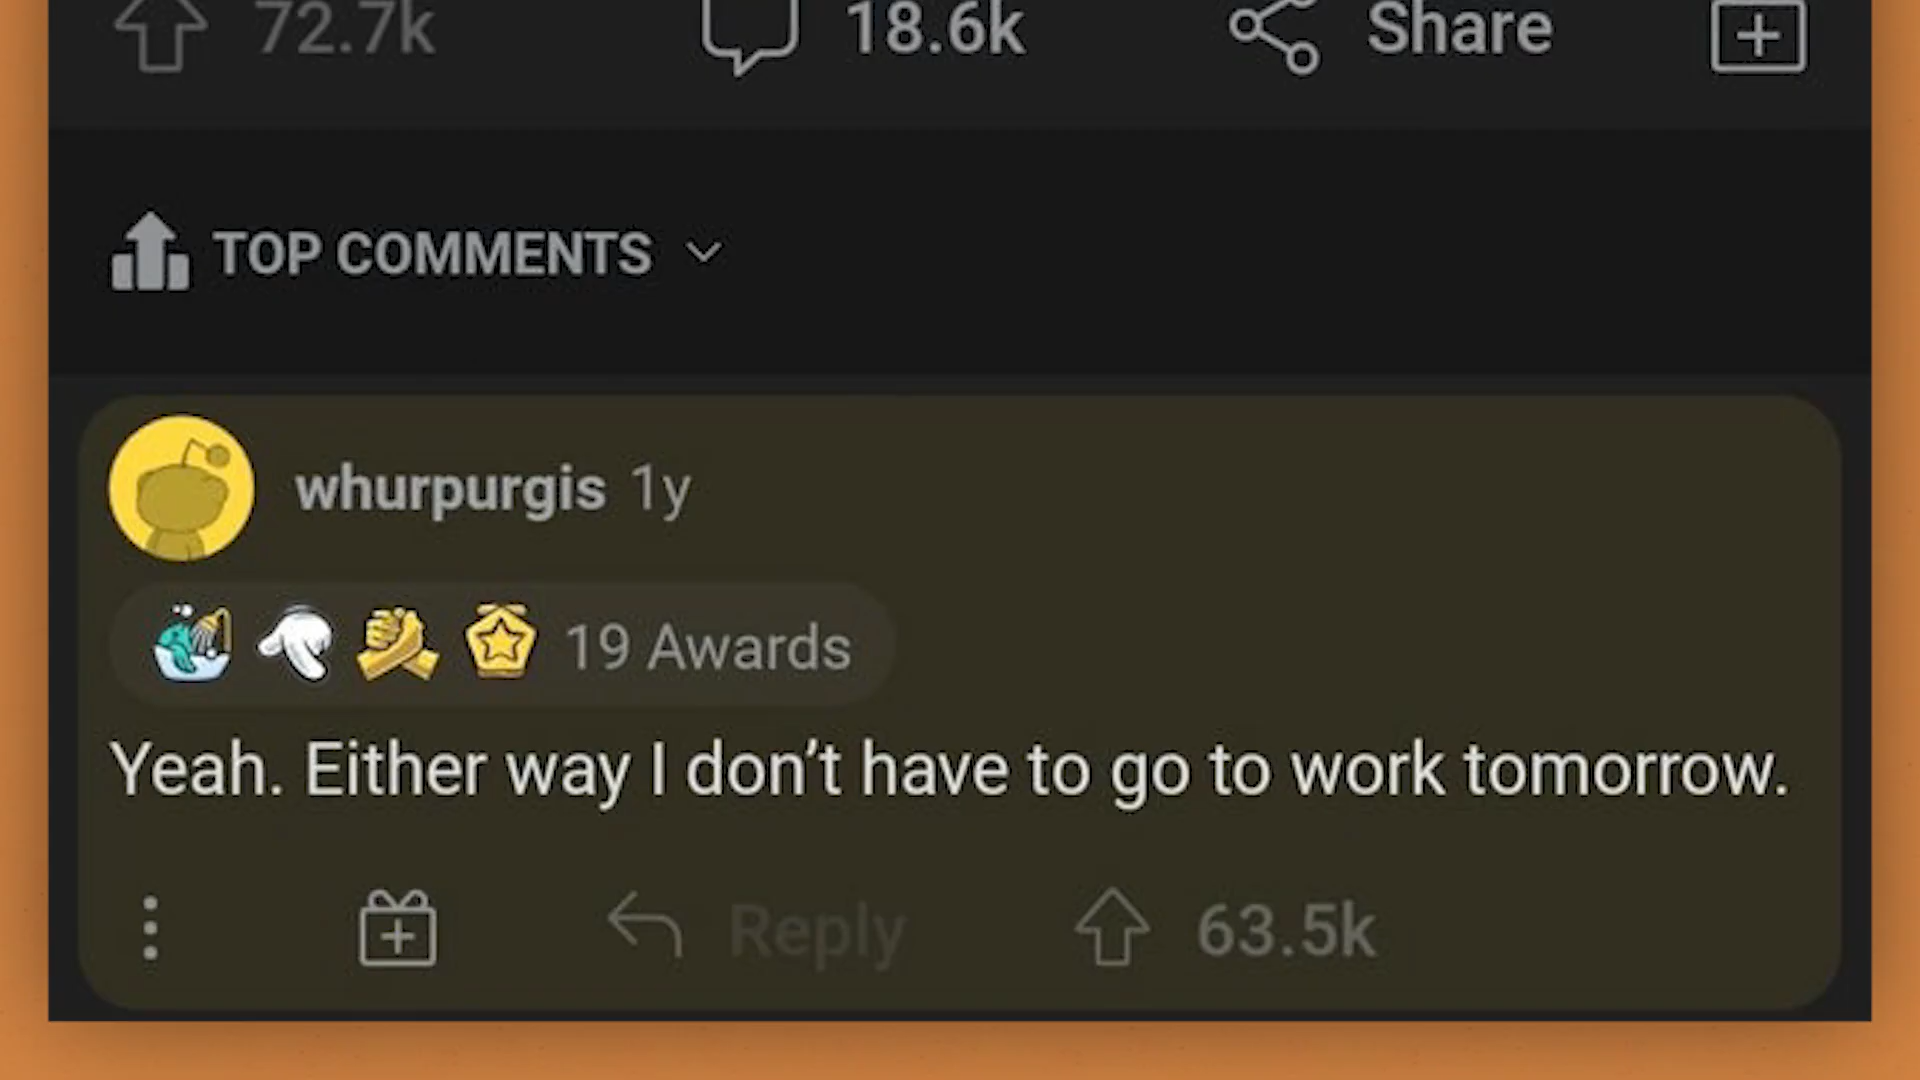 72.7k 18.6k Share
TOP COMMENTS
whurpurgis 1y
19 Awards
Yeah. Either way I don’t have to go to work tomorrow.
Reply 63.5k